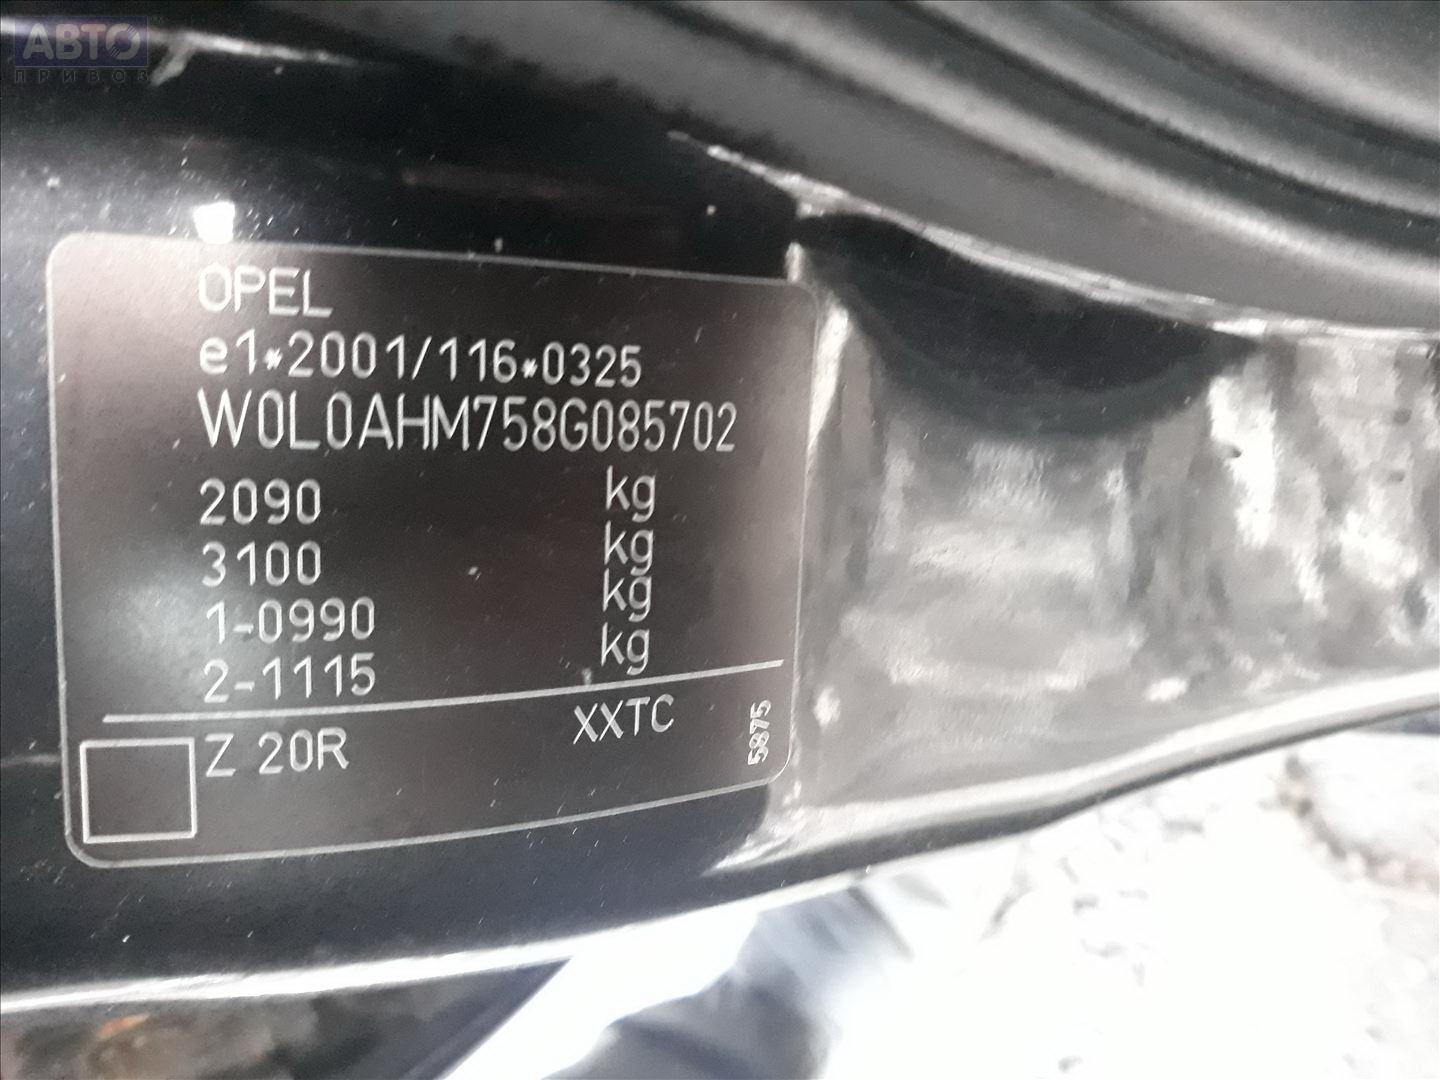 АВТО
ПРИВОЗ
OPEL
e1*2001/116*0325
W0L0AHM758G085702
2090 kg
3100 kg
1-0990 kg
2-1115 kg
Z 20R XXTC
5875